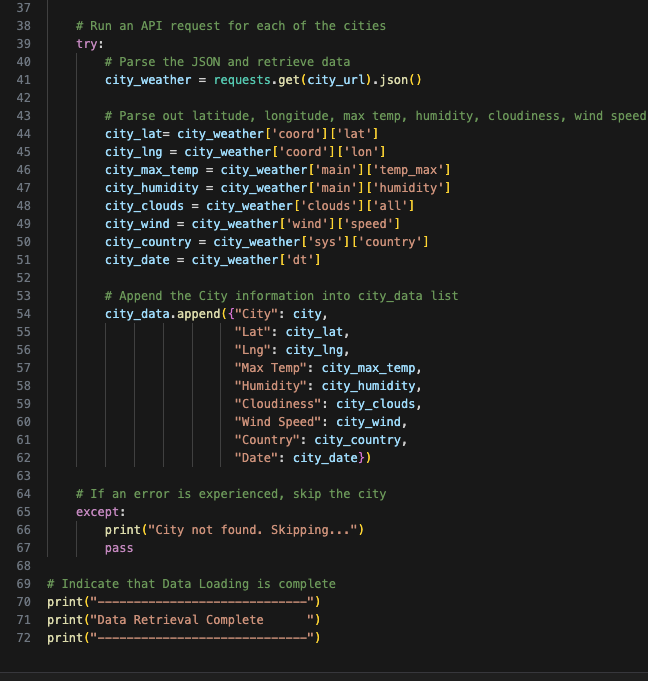 37
38 # Run an API request for each of the cities
39 try:
40 # Parse the JSON and retrieve data
41 city_weather = requests.get(city_url).json()
42
43 # Parse out latitude, longitude, max temp, humidity, cloudiness, wind speed
44 city_lat= city_weather['coord']['lat']
45 city_lng = city_weather['coord']['lon']
46 city_max_temp = city_weather['main']['temp_max']
47 city_humidity = city_weather['main']['humidity']
48 city_clouds = city_weather['clouds']['all']
49 city_wind = city_weather['wind']['speed']
50 city_country = city_weather['sys']['country']
51 city_date = city_weather['dt']
52
53 # Append the City information into city_data list
54 city_data.append({"City": city,
55 "Lat": city_lat,
56 "Lng": city_lng,
57 "Max Temp": city_max_temp,
58 "Humidity": city_humidity,
59 "Cloudiness": city_clouds,
60 "Wind Speed": city_wind,
61 "Country": city_country,
62 "Date": city_date})
63
64 # If an error is experienced, skip the city
65 except:
66 print("City not found. Skipping...")
67 pass
68
69 # Indicate that Data Loading is complete
70 print("-----------------------------")
71 print("Data Retrieval Complete      ")
72 print("-----------------------------")